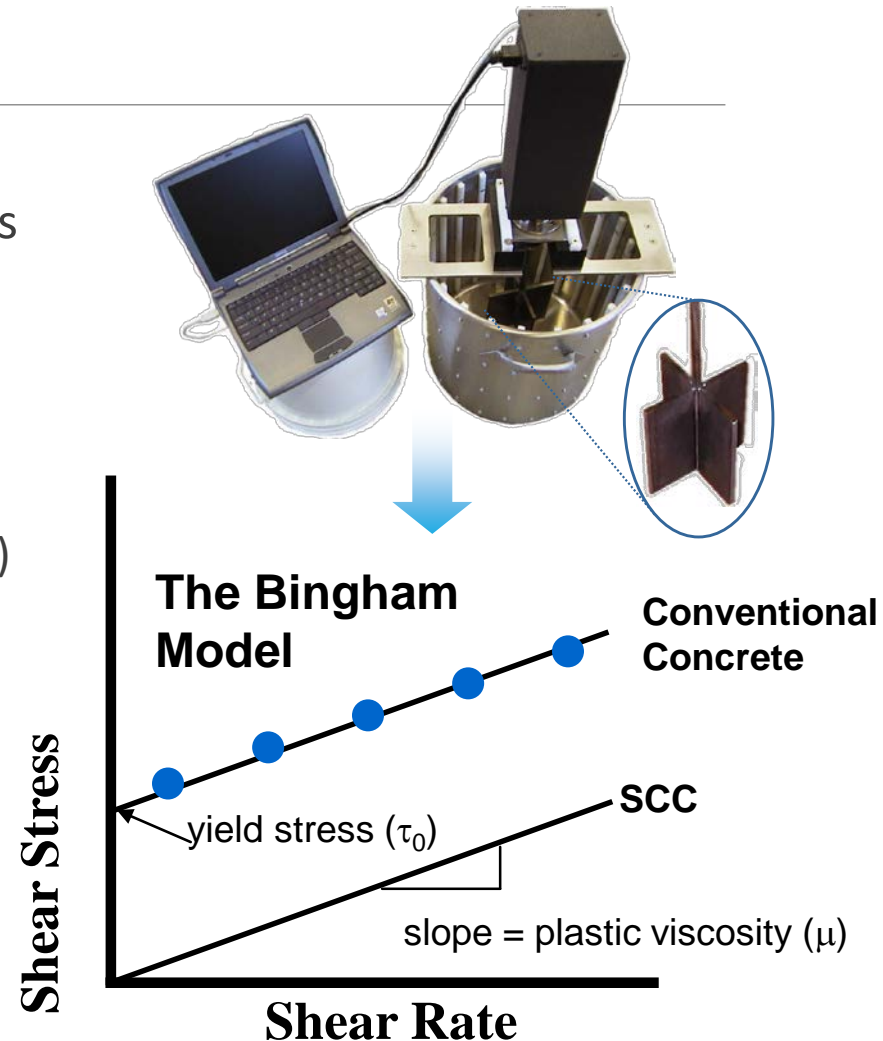 s
)
The Bingham
Model
Conventional
Concrete
SCC
yield stress (τ₀)
slope = plastic viscosity (μ)
Shear Stress
Shear Rate